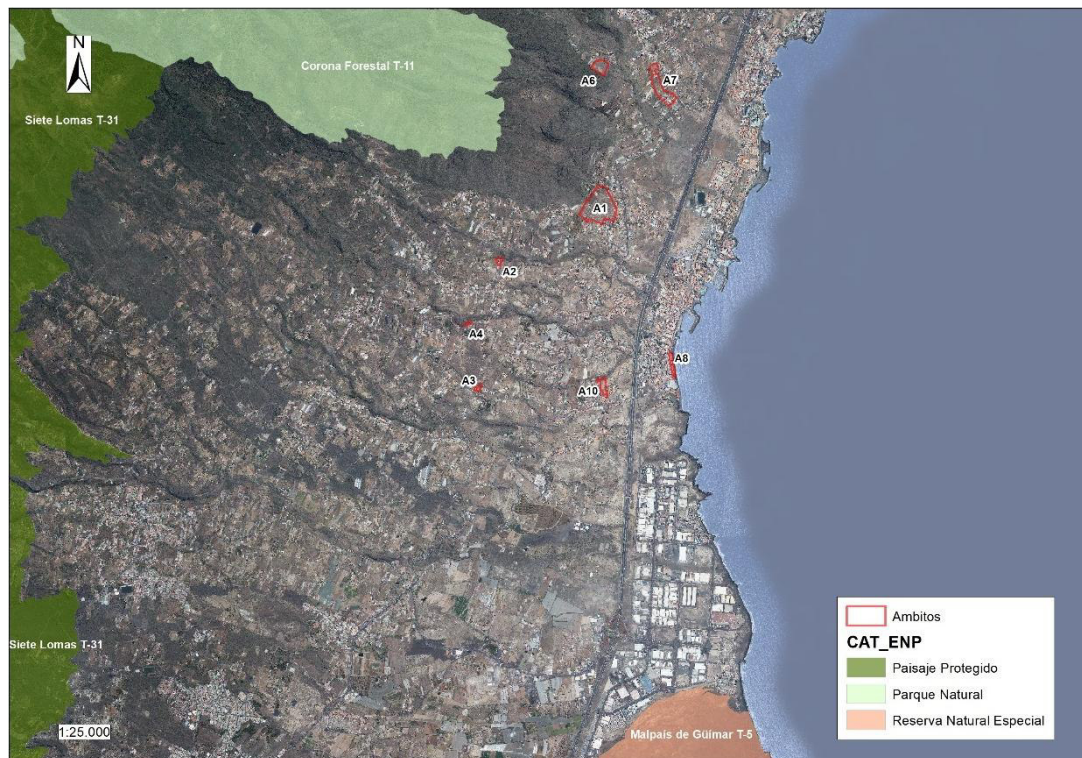 N
Corona Forestal T-11
A6
A7
Siete Lomas T-31
A1
A2
A4
A8
A3
A10
Ambitos
CAT_ENP
Paisaje Protegido
Parque Natural
Reserva Natural Especial
Siete Lomas T-31
1:25.000
Malpaís de Güímar T-5